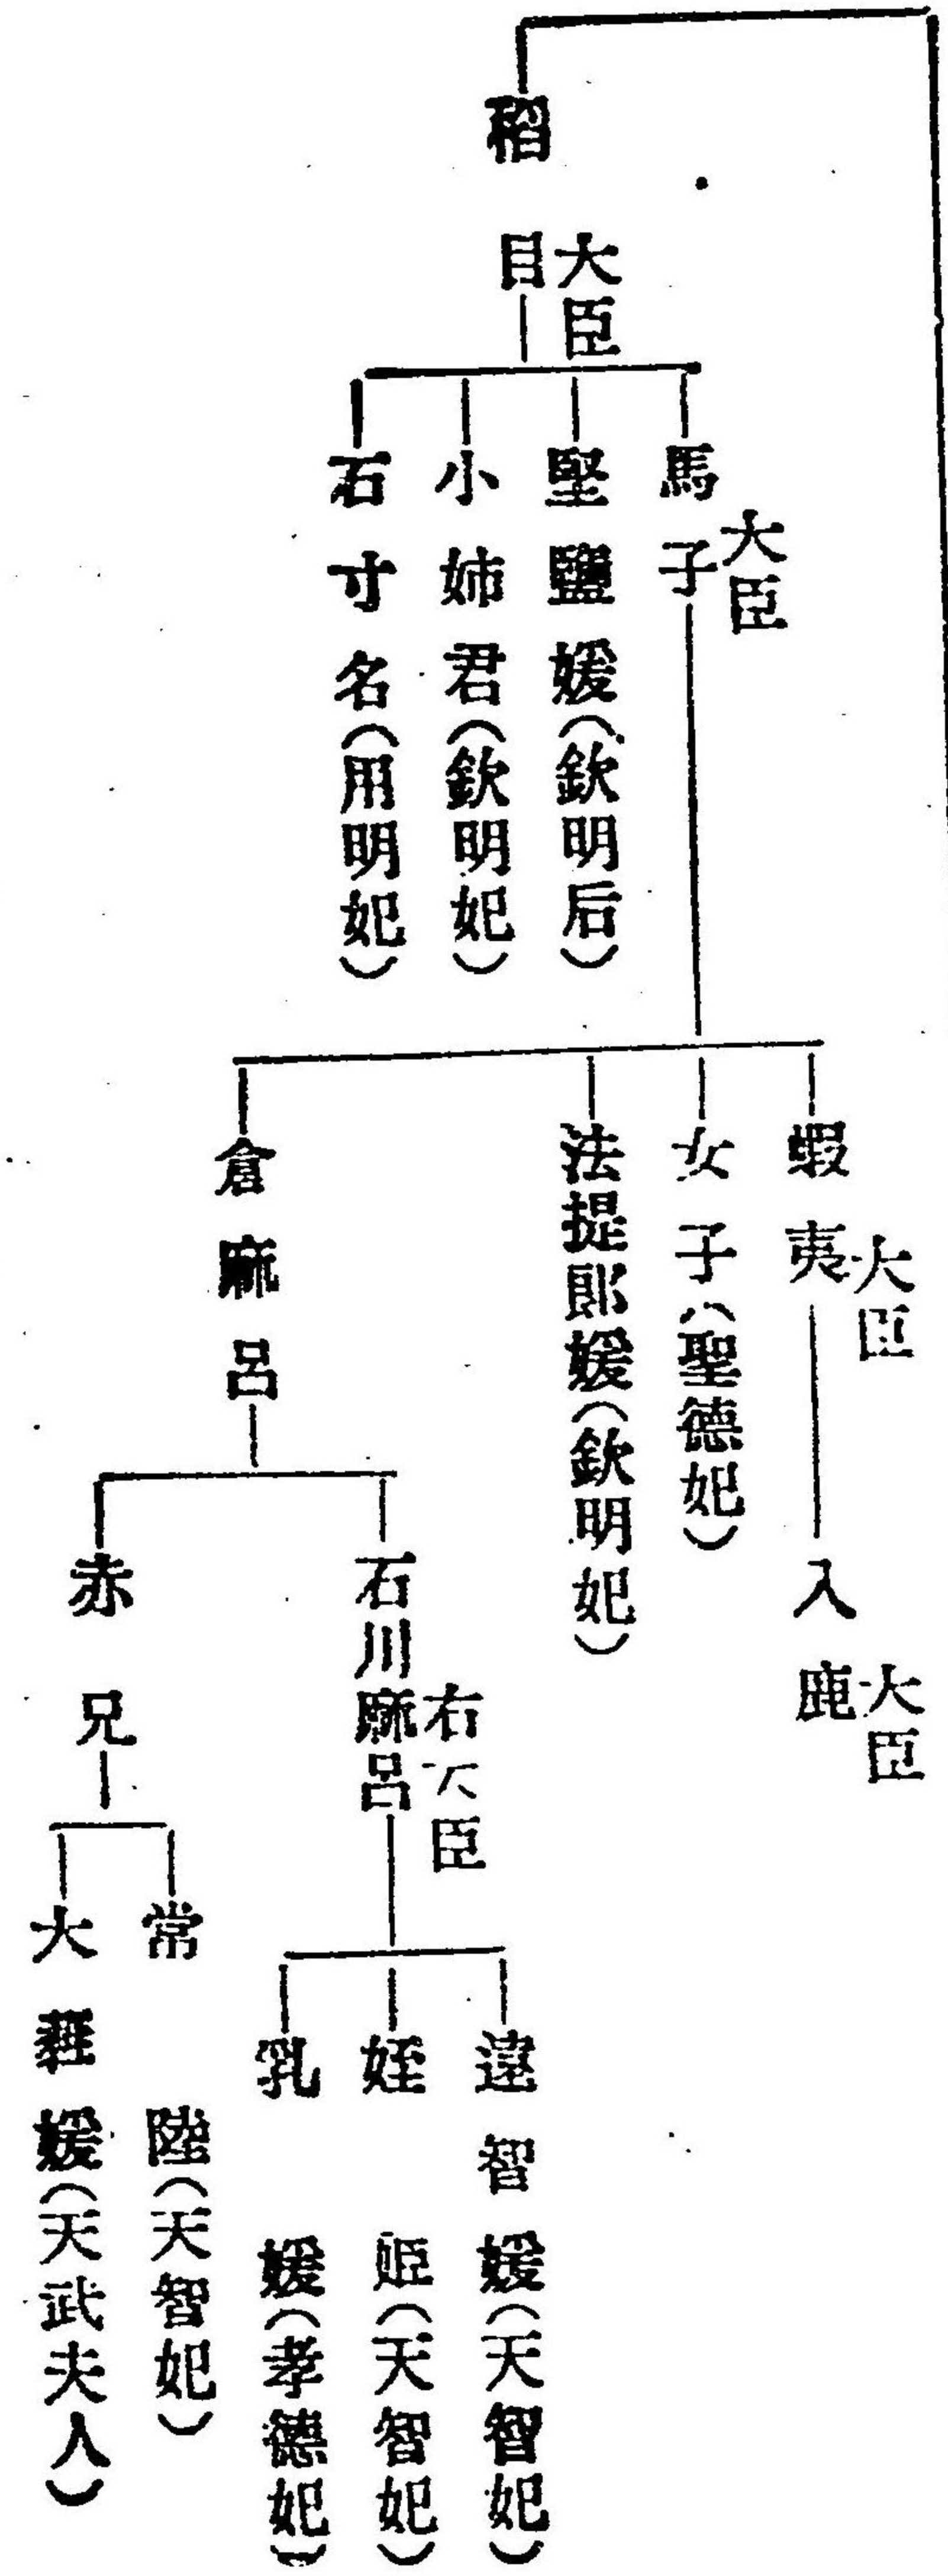 稻目
大臣
馬子
大臣
堅鹽媛(欽明后)
小姉君(欽明妃)
石寸名(用明妃)
蝦夷
大臣
入鹿
大臣
女子(聖德妃)
法提郎媛(欽明妃)
倉麻呂
石川麻呂
右大臣
遠智媛(天智妃)
姪姫(天智妃)
乳媛(孝德妃)
赤兄
常陸(天智妃)
大蕤媛(天武夫人)